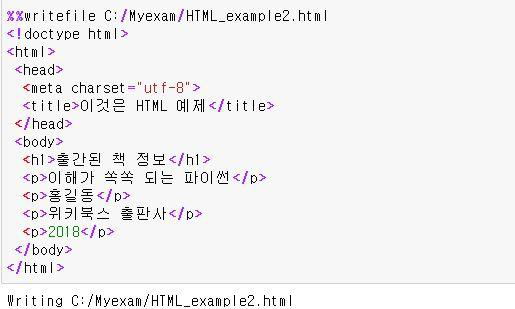 %%writefile C:/Myexam/HTML_example2.html
<!doctype html>
<html>
<head>
<meta charset="utf-8">
<title>이것은 HTML 예제</title>
</head>
<body>
<h1>출간된 책 정보</h1>
<p>이해가 쏙쏙 되는 파이썬</p>
<p>홍길동</p>
<p>위키북스 출판사</p>
<p>2018</p>
</body>
</html>
Writing C:/Myexam/HTML_example2.html